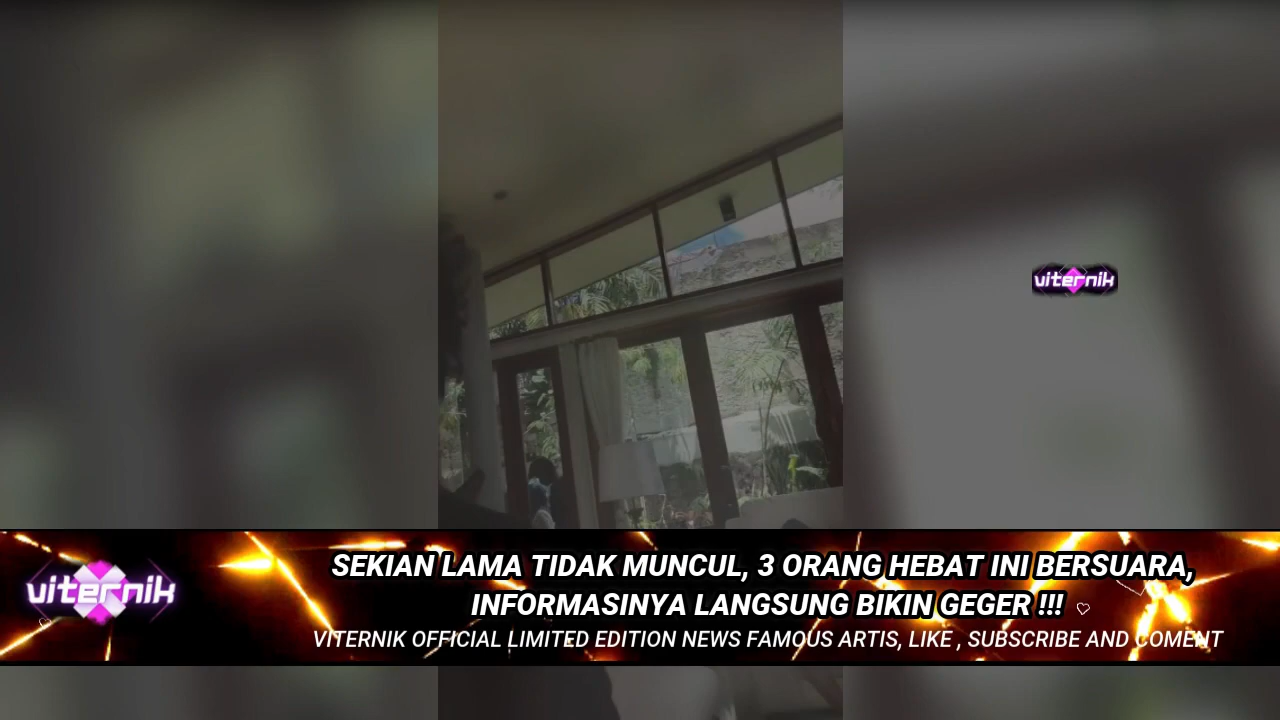 viternik
viternik
SEKIAN LAMA TIDAK MUNCUL, 3 ORANG HEBAT INI BERSUARA,
INFORMASINYA LANGSUNG BIKIN GEGER !!!
VITERNIK OFFICIAL LIMITED EDITION NEWS FAMOUS ARTIS, LIKE , SUBSCRIBE AND COMENT